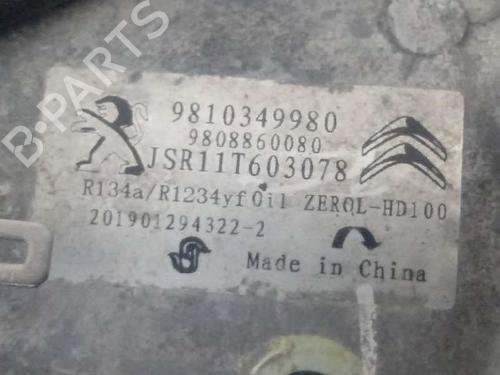 B-PARTS
9810349980
9808860080
JSR11T603078
R134a/R1234yf Oil ZEROL-HD100
201901294322-2
Made in China